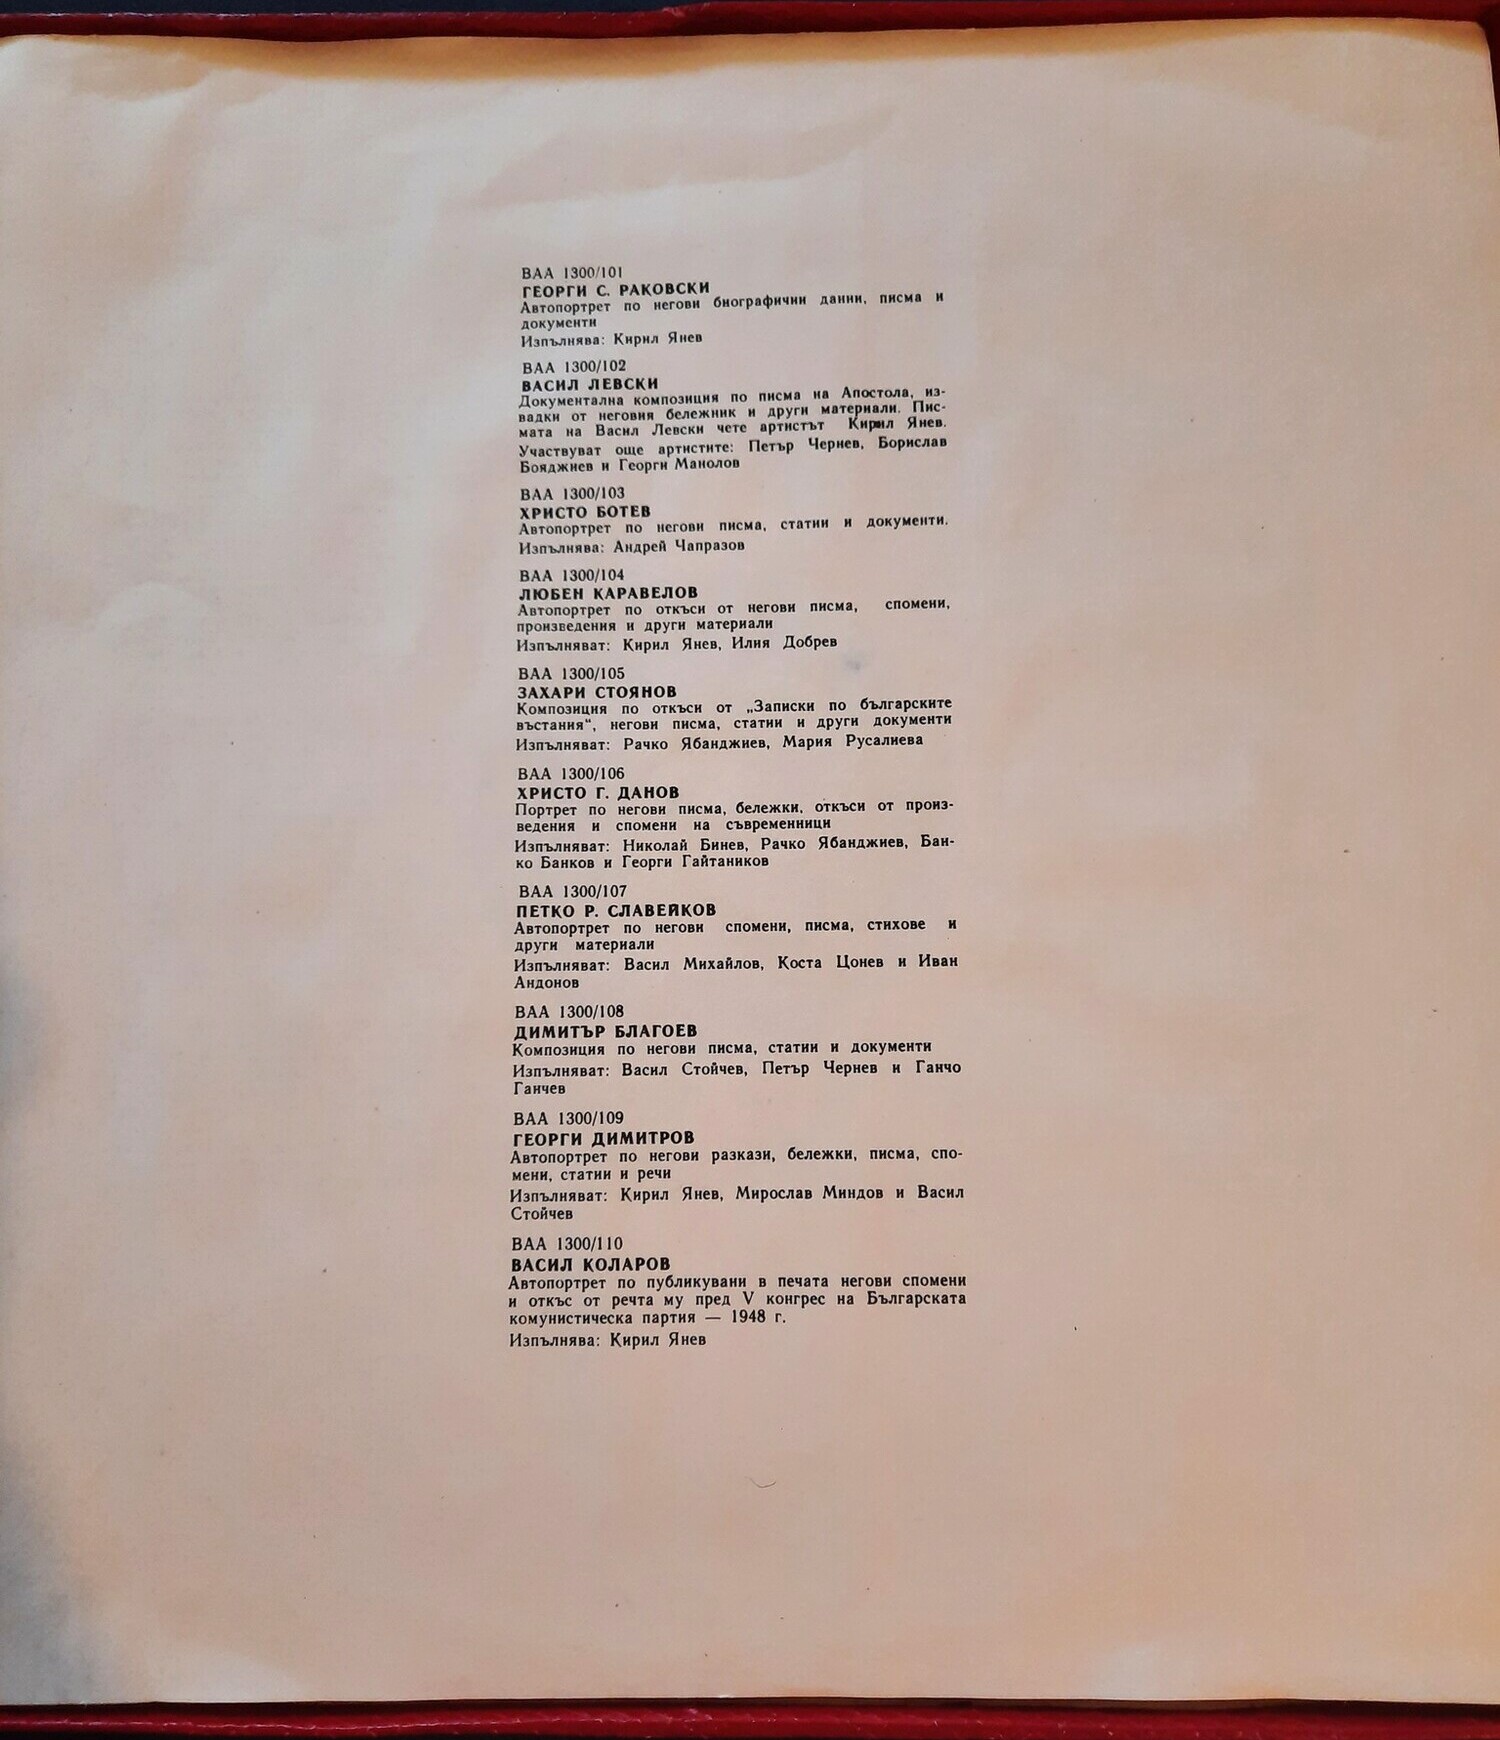 ВАА 1300/101
ГЕОРГИ С. РАКОВСКИ
Автопортрет по негови биографични данни, писма и
документи
Изпълнява: Кирил Янев
ВАА 1300/102
ВАСИЛ ЛЕВСКИ
Документална композиция по писма на Апостола, из-
вадки от неговия бележник и други материали. Пис-
мата на Васил Левски чете артистът Кирил Янев.
Участвуват още артистите: Петър Чернев, Борислав
Бояджиев и Георги Манолов
ВАА 1300/103
ХРИСТО БОТЕВ
Автопортрет по негови писма, статии и документи.
Изпълнява: Андрей Чапразов
ВАА 1300/104
ЛЮБЕН КАРАВЕЛОВ
Автопортрет по откъси от негови писма, спомени,
произведения и други материали
Изпълняват: Кирил Янев, Илия Добрев
ВАА 1300/105
ЗАХАРИ СТОЯНОВ
Композиция по откъси от „Записки по българските
въстания“, негови писма, статии и други документи
Изпълняват: Рачко Ябанджиев, Мария Русалиева
ВАА 1300/106
ХРИСТО Г. ДАНОВ
Портрет по негови писма, бележки, откъси от произ-
ведения и спомени на съвременници
Изпълняват: Николай Бинев, Рачко Ябанджиев, Бан-
ко Банков и Георги Гайтаников
ВАА 1300/107
ПЕТКО Р. СЛАВЕЙКОВ
Автопортрет по негови спомени, писма, стихове и
други материали
Изпълняват: Васил Михайлов, Коста Цонев и Иван
Андонов
ВАА 1300/108
ДИМИТЪР БЛАГОЕВ
Композиция по негови писма, статии и документи
Изпълняват: Васил Стойчев, Петър Чернев и Ганчо
Ганчев
ВАА 1300/109
ГЕОРГИ ДИМИТРОВ
Автопортрет по негови разкази, бележки, писма, спо-
мени, статии и речи
Изпълняват: Кирил Янев, Мирослав Миндов и Васил
Стойчев
ВАА 1300/110
ВАСИЛ КОЛАРОВ
Автопортрет по публикувани в печата негови спомени
и откъс от речта му пред V конгрес на Българската
комунистическа партия — 1948 г.
Изпълнява: Кирил Янев